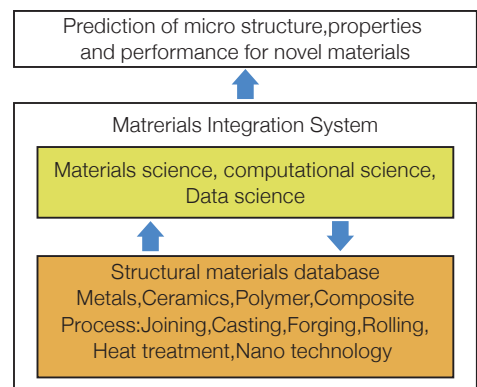 Prediction of micro structure,properties
and performance for novel materials
Matrerials Integration System
Materials science, computational science,
Data science
Structural materials database
Metals,Ceramics,Polymer,Composite
Process:Joining,Casting,Forging,Rolling,
Heat treatment,Nano technology